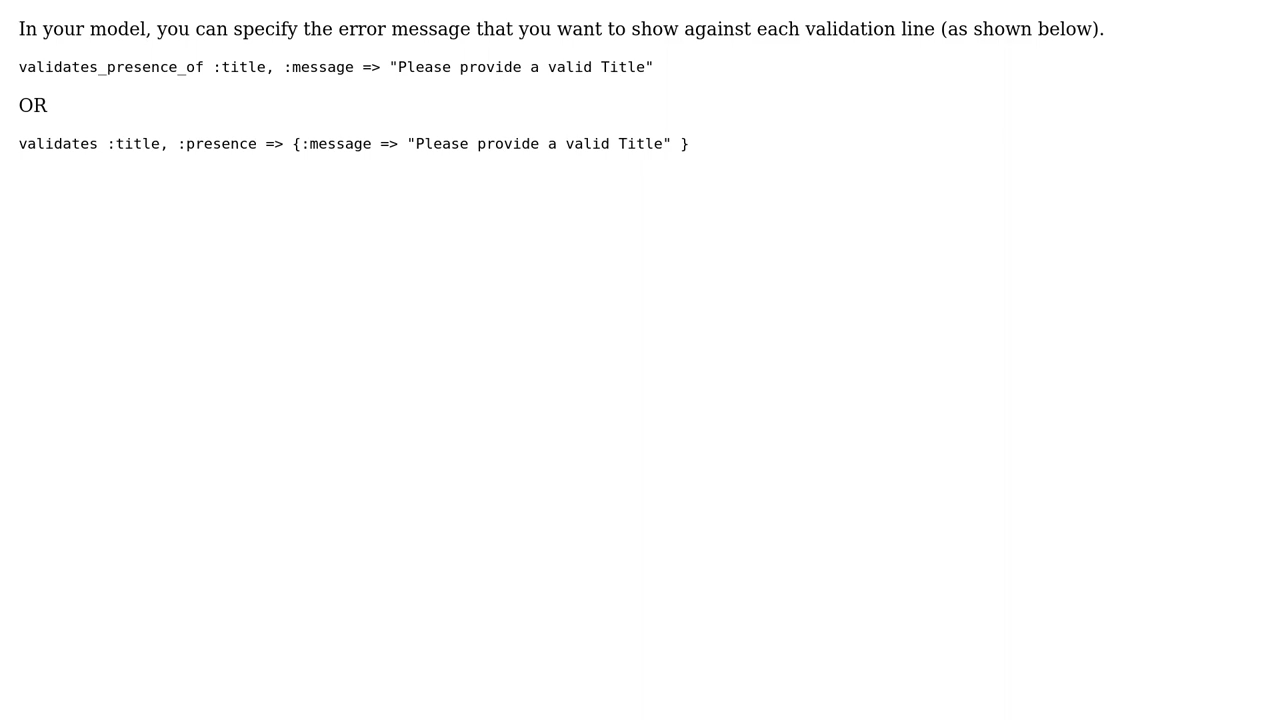 In your model, you can specify the error message that you want to show against each validation line (as shown below).
validates_presence_of :title, :message => "Please provide a valid Title"
OR
validates :title, :presence => {:message => "Please provide a valid Title" }